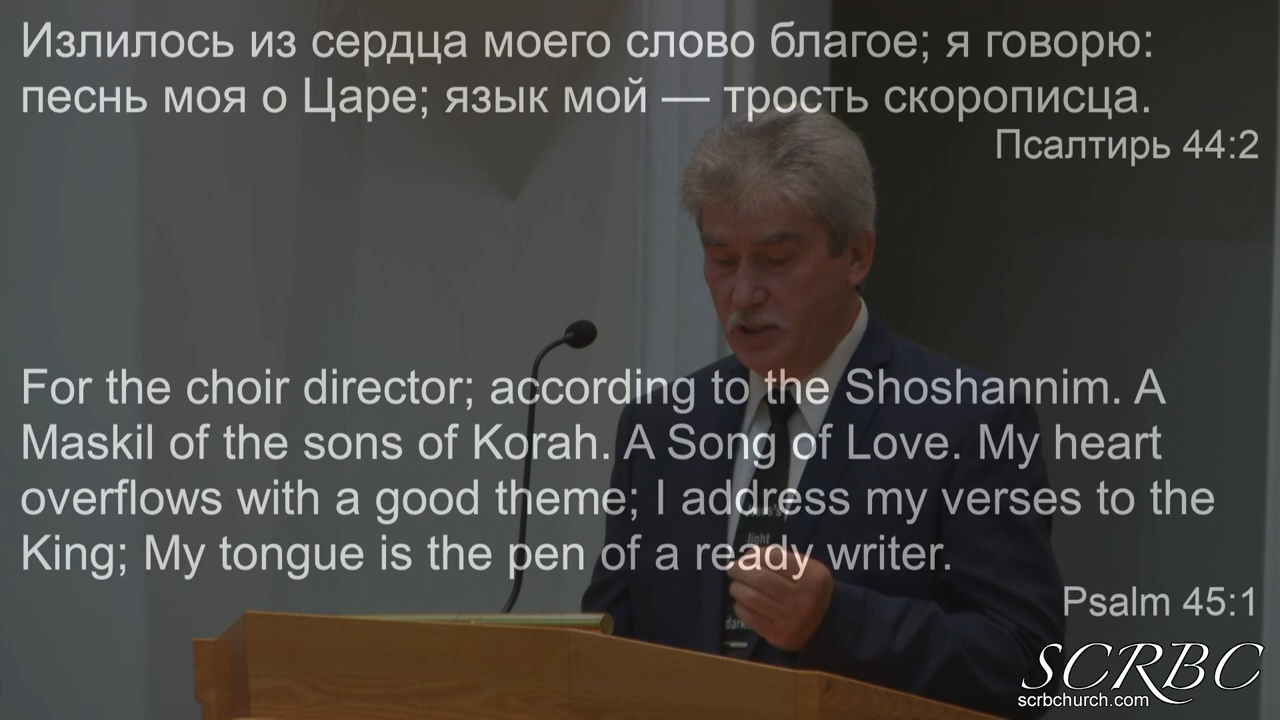 Излилось из сердца моего слово благое; я говорю:
песнь моя о Царе; язык мой — трость скорописца.
Псалтирь 44:2
For the choir director; according to the Shoshannim. A
Maskil of the sons of Korah. A Song of Love. My heart
overflows with a good theme; I address my verses to the
King; My tongue is the pen of a ready writer.
Psalm 45:1
light
SCRBC
scrbchurch.com